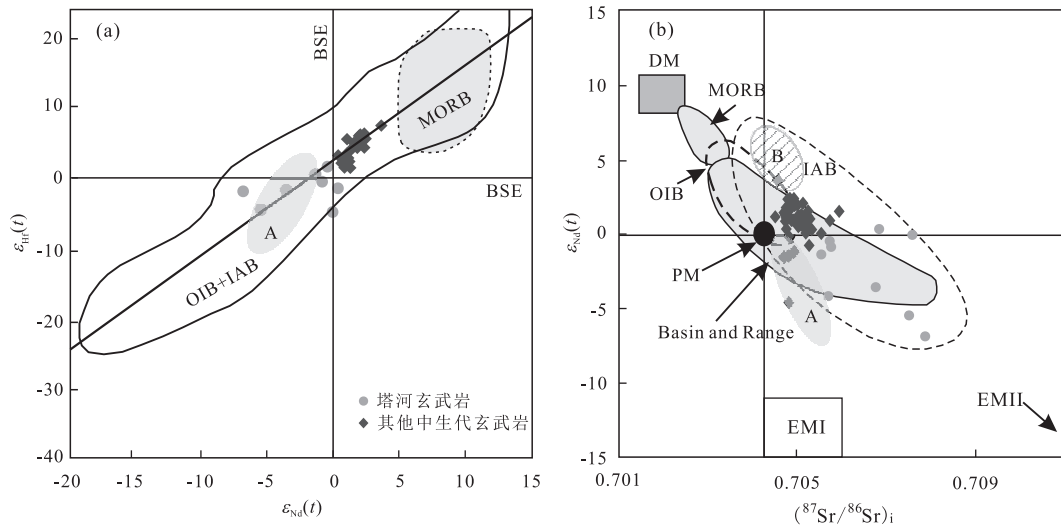 (a)
BSE
MORB
BSE
A
OIB+IAB
塔河玄武岩
其他中生代玄武岩
20
10
0
-10
-20
-30
-40
εHf(t)
-20
-15
-10
-5
0
5
10
15
εNd(t)
(b)
DM
MORB
B
IAB
OIB
PM
A
Basin and Range
EMII
EMI
15
10
5
0
-5
-10
-15
εNd(t)
0.701
0.705
0.709
(⁸⁷Sr/⁸⁶Sr)i